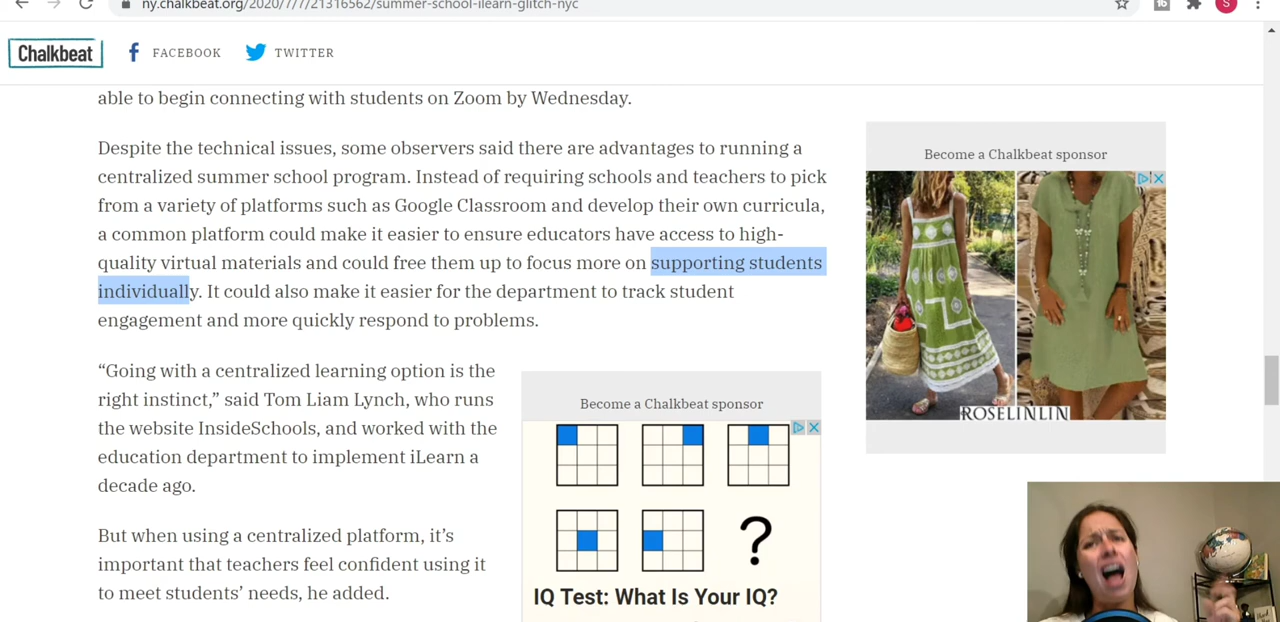 ny.chalkbeat.org/2020/7/7/21316562/summer-school-ilearn-glitch-nyc
S
Chalkbeat
FACEBOOK
TWITTER
able to begin connecting with students on Zoom by Wednesday.
Despite the technical issues, some observers said there are advantages to running a
centralized summer school program. Instead of requiring schools and teachers to pick
from a variety of platforms such as Google Classroom and develop their own curricula,
a common platform could make it easier to ensure educators have access to high-
quality virtual materials and could free them up to focus more on supporting students
individually. It could also make it easier for the department to track student
engagement and more quickly respond to problems.
“Going with a centralized learning option is the
right instinct,” said Tom Liam Lynch, who runs
the website InsideSchools, and worked with the
education department to implement iLearn a
decade ago.
But when using a centralized platform, it’s
important that teachers feel confident using it
to meet students’ needs, he added.
Become a Chalkbeat sponsor
?
IQ Test: What Is Your IQ?
Become a Chalkbeat sponsor
ROSELINLIN